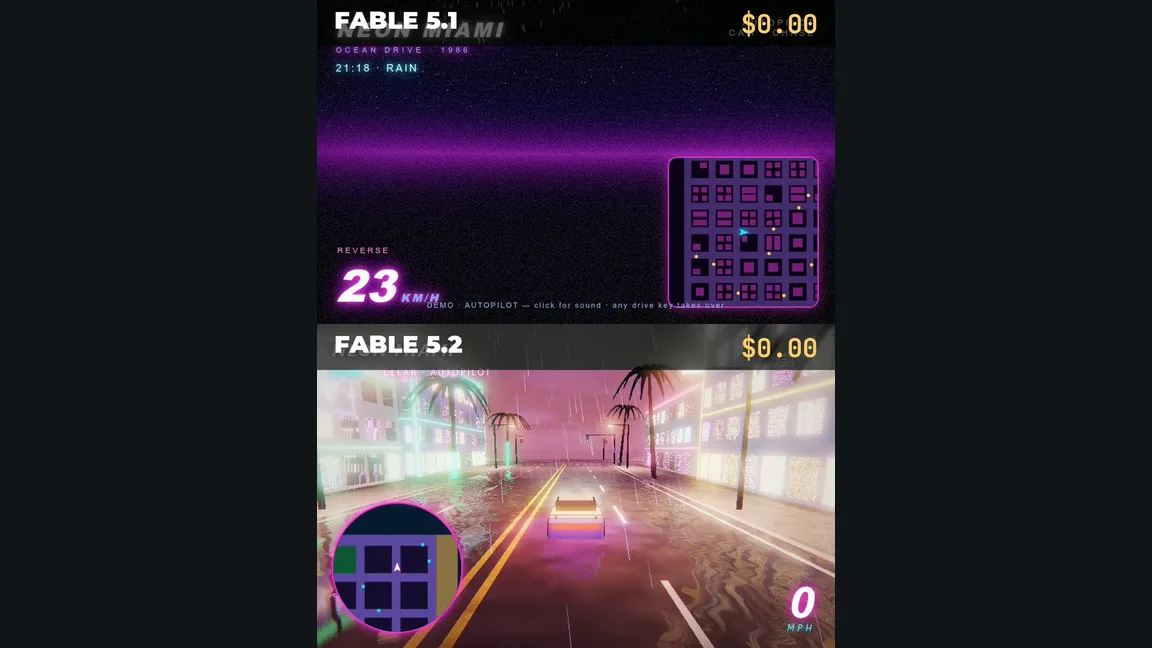 FABLE 5.1
$0.00
NEON MIAMI
OCEAN DRIVE · 1986
21:18 · RAIN
REVERSE
23 KM/H
DEMO · AUTOPILOT — click for sound · any drive key takes over
FABLE 5.2
$0.00
CLEAR · AUTOPILOT
0
MPH